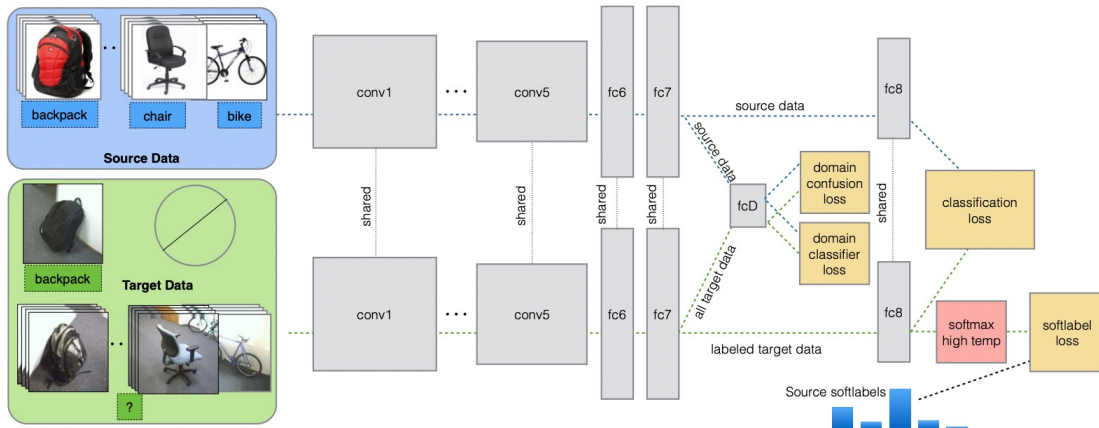 backpack
chair
bike
Source Data
backpack
Target Data
?
conv1
conv5
fc6
fc7
source data
source data
fc8
shared
shared
shared
shared
fcD
domain
confusion
loss
domain
classifier
loss
shared
classification
loss
all target data
conv1
conv5
fc6
fc7
labeled target data
fc8
softmax
high temp
softlabel
loss
Source softlabels